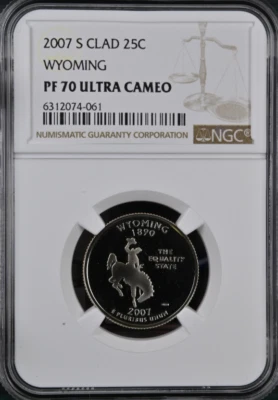 2007 S CLAD 25C
WYOMING
PF 70 ULTRA CAMEO
6312074-061
NUMISMATIC GUARANTY CORPORATION
NGC
WYOMING
1890
THE
EQUALITY
STATE
2007
E PLURIBUS UNUM